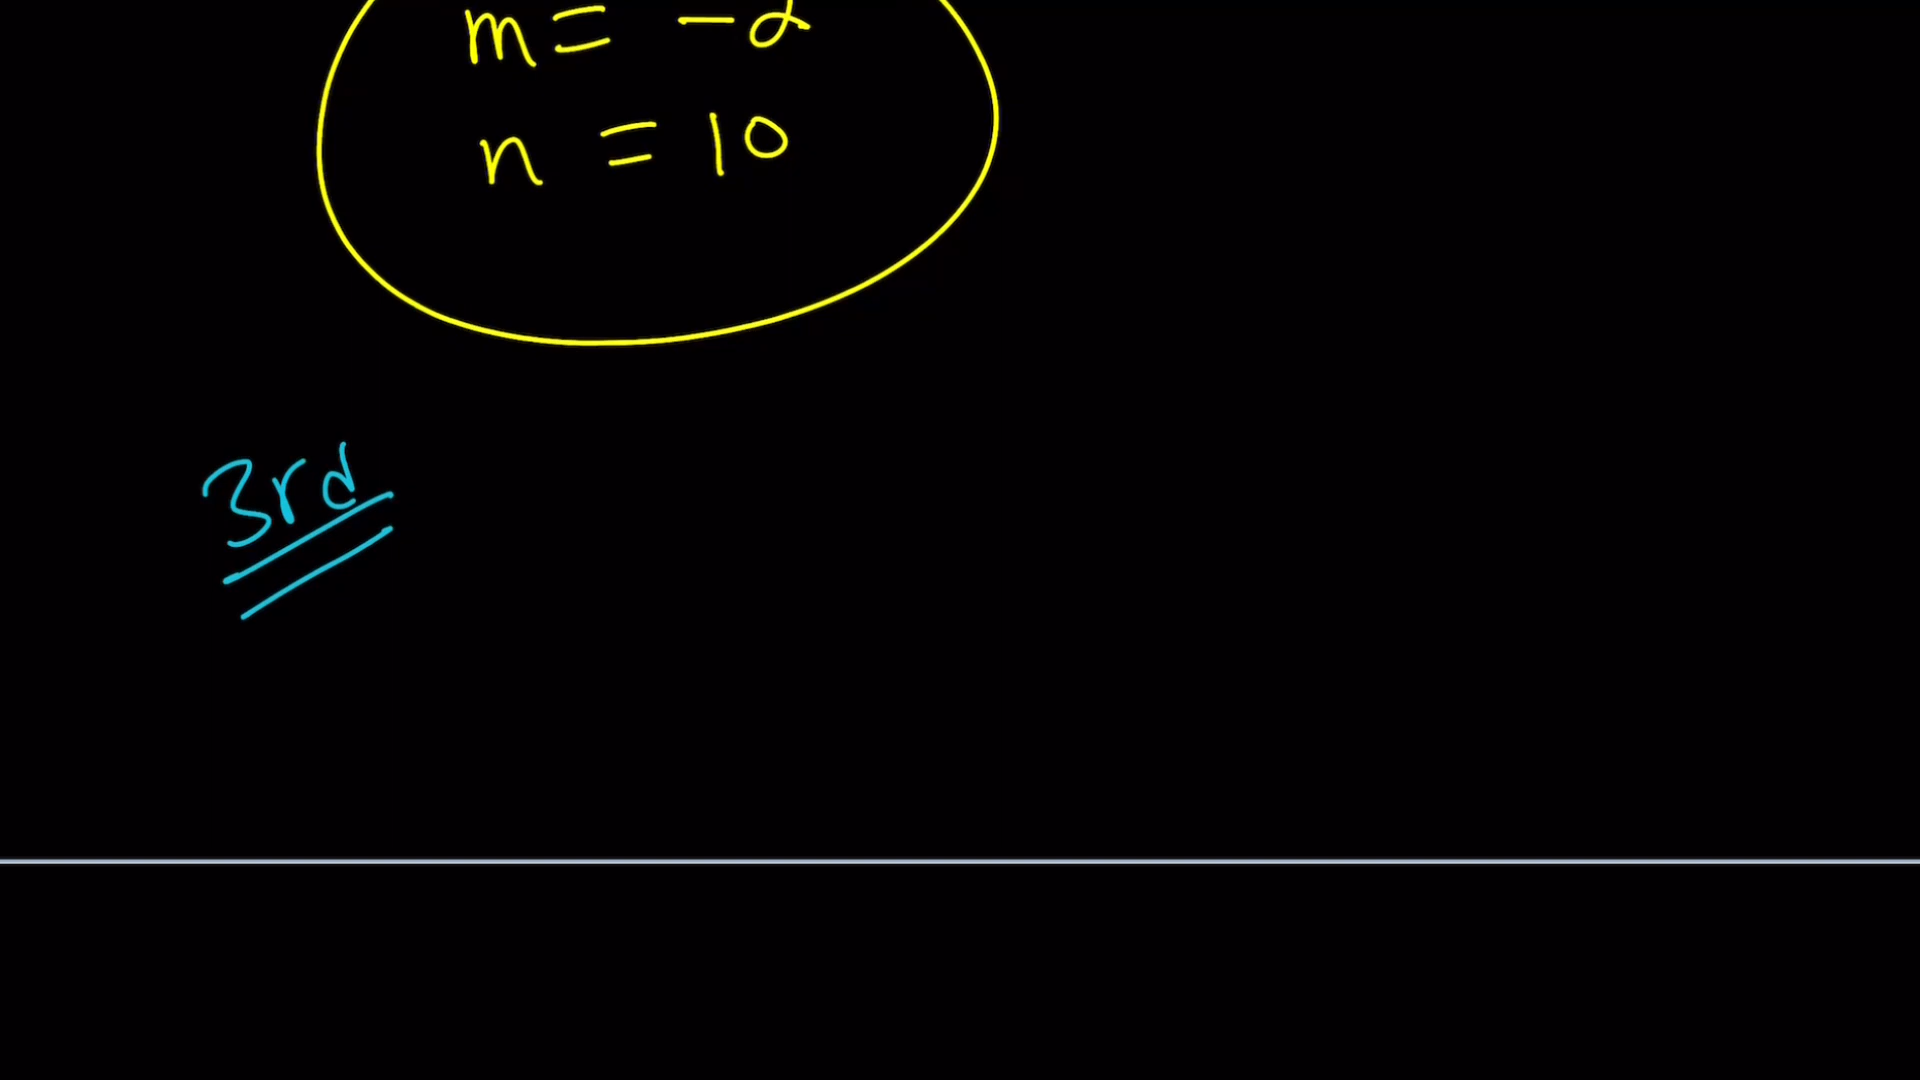 m = -2
n = 10
3rd